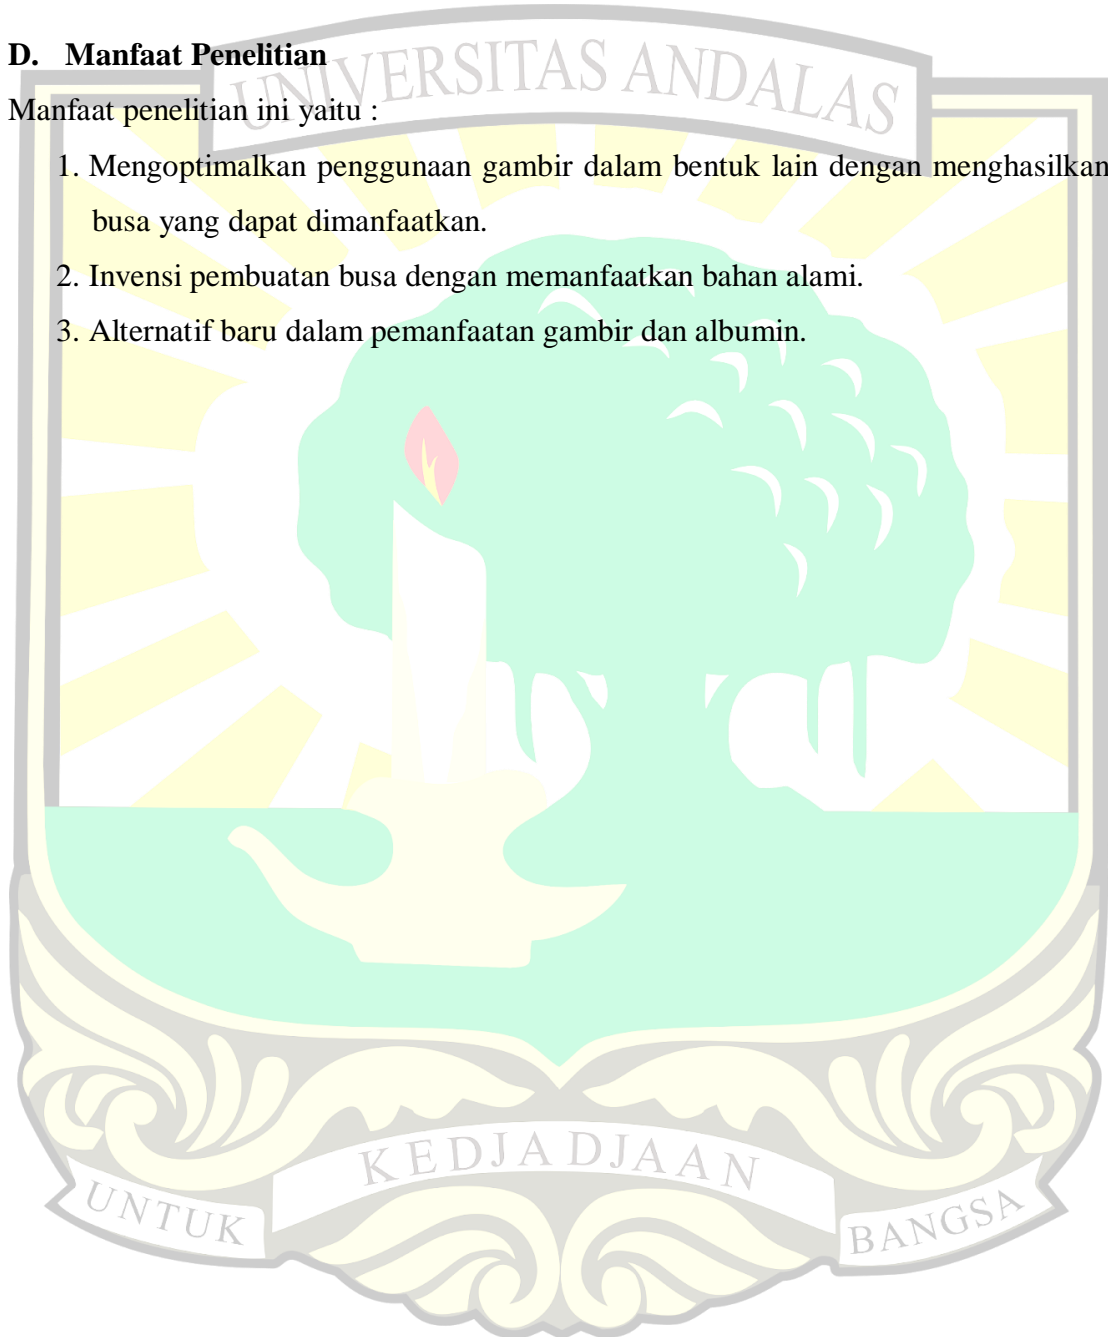 D. Manfaat Penelitian
UNIVERSITAS ANDALAS
Manfaat penelitian ini yaitu :
1. Mengoptimalkan penggunaan gambir dalam bentuk lain dengan menghasilkan
busa yang dapat dimanfaatkan.
2. Invensi pembuatan busa dengan memanfaatkan bahan alami.
3. Alternatif baru dalam pemanfaatan gambir dan albumin.
UNTUK KEDJADJAAN BANGSA